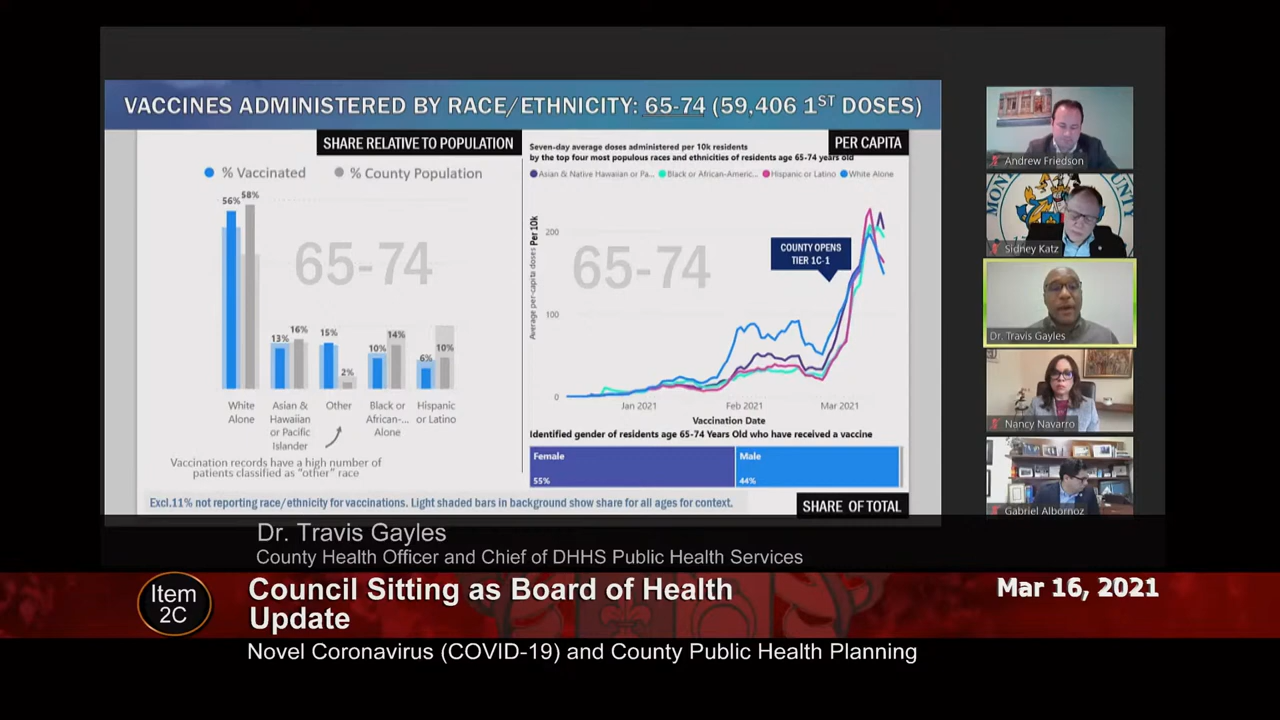 VACCINES ADMINISTERED BY RACE/ETHNICITY: 65-74 (59,406 1ST DOSES)
SHARE RELATIVE TO POPULATION
% Vaccinated
% County Population
65-74
56%
58%
13%
16%
15%
2%
10%
14%
6%
10%
White
Alone
Asian &
Hawaiian
or Pacific
Islander
Other
Black or
African-...
Alone
Hispanic
or Latino
Vaccination records have a high number of
patients classified as "other" race
PER CAPITA
Seven-day average doses administered per 10k residents
by the top four most populous races and ethnicities of residents age 65-74 years old
Asian & Native Hawaiian or Pa...
Black or African-Americ...
Hispanic or Latino
White Alone
Average per-capita doses Per 10k
200
100
0
65-74
COUNTY OPENS
TIER 1C-1
Jan 2021
Feb 2021
Mar 2021
Vaccination Date
Identified gender of residents age 65-74 Years Old who have received a vaccine
Female
55%
Male
44%
Excl.11% not reporting race/ethnicity for vaccinations. Light shaded bars in background show share for all ages for context.
SHARE OF TOTAL
Andrew Friedson
Sidney Katz
Dr. Travis Gayles
Nancy Navarro
Gabriel Albornoz
Dr. Travis Gayles
County Health Officer and Chief of DHHS Public Health Services
Item
2C
Council Sitting as Board of Health
Update
Mar 16, 2021
Novel Coronavirus (COVID-19) and County Public Health Planning